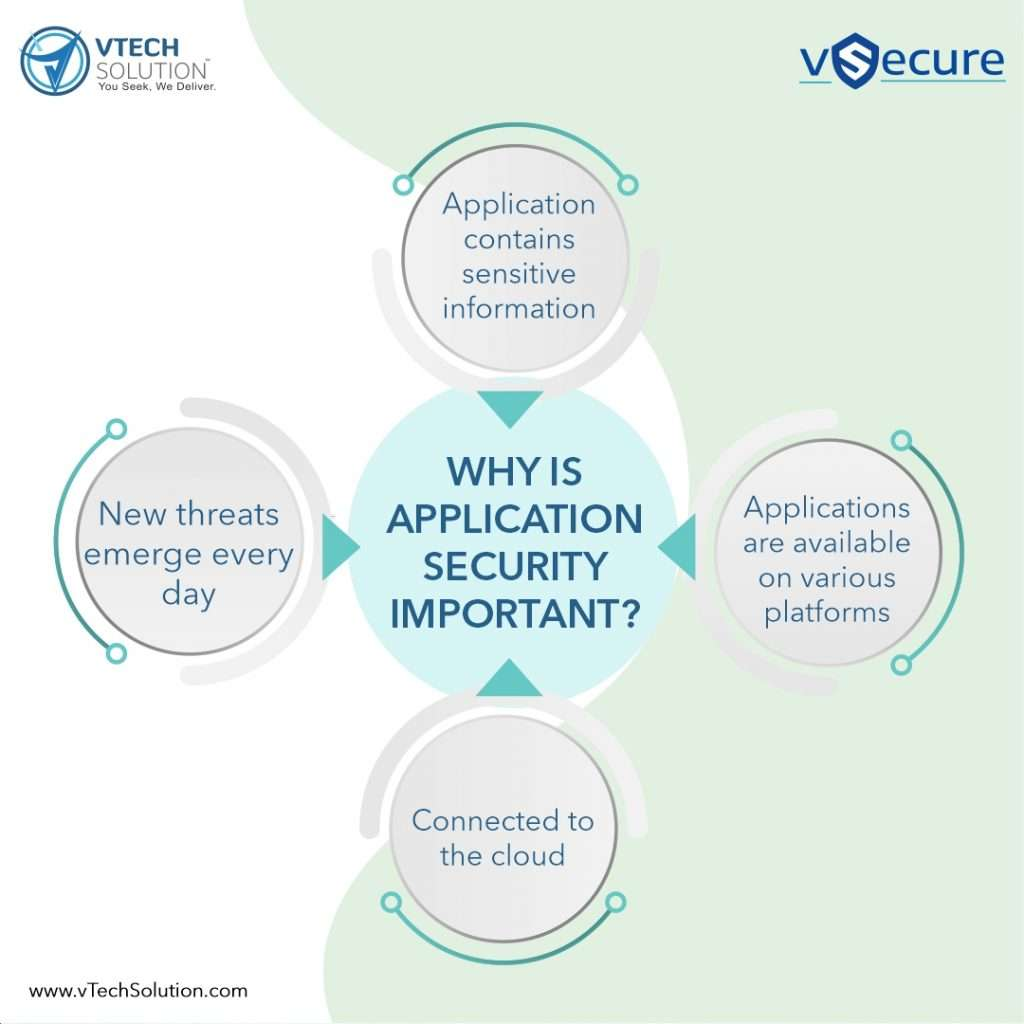 VTECH
SOLUTION™
You Seek, We Deliver.
vSecure
Application
contains
sensitive
information
New threats
emerge every
day
WHY IS
APPLICATION
SECURITY
IMPORTANT?
Applications
are available
on various
platforms
Connected to
the cloud
www.vTechSolution.com